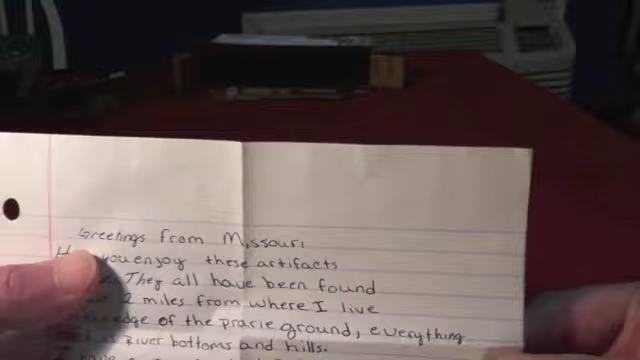 Greetings from Missouri
you enjoy these artifacts
They all have been found
2 miles from where I live
edge of the prarie ground, everything
River bottoms and hills.